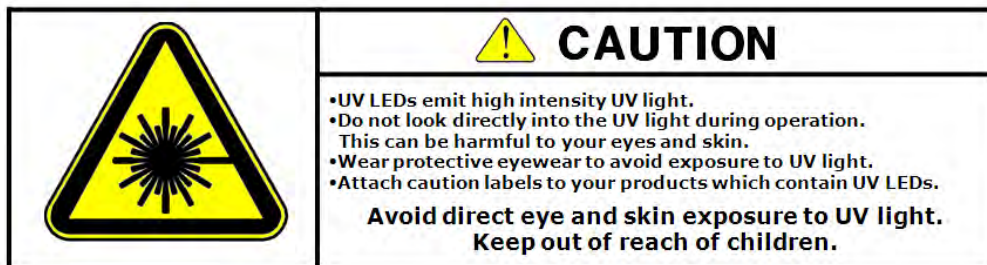 CAUTION
•UV LEDs emit high intensity UV light.
•Do not look directly into the UV light during operation.
This can be harmful to your eyes and skin.
•Wear protective eyewear to avoid exposure to UV light.
•Attach caution labels to your products which contain UV LEDs.
Avoid direct eye and skin exposure to UV light.
Keep out of reach of children.